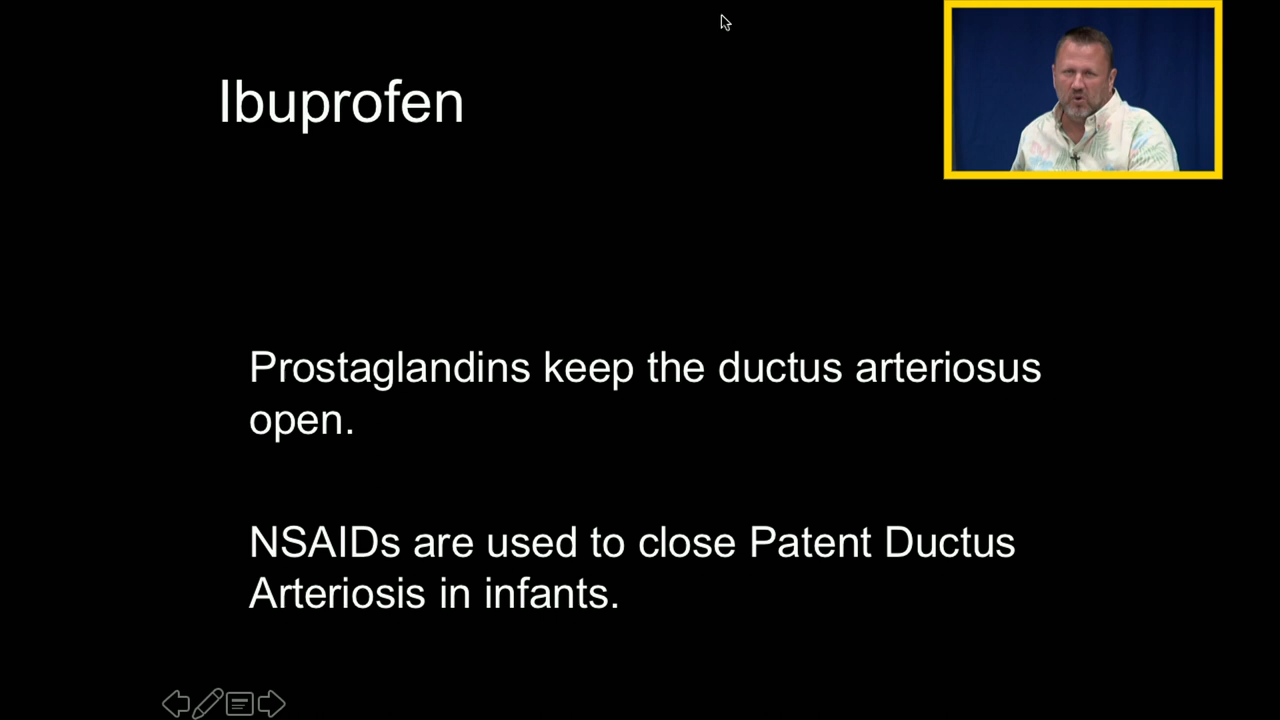 Ibuprofen
Prostaglandins keep the ductus arteriosus
open.
NSAIDs are used to close Patent Ductus
Arteriosis in infants.